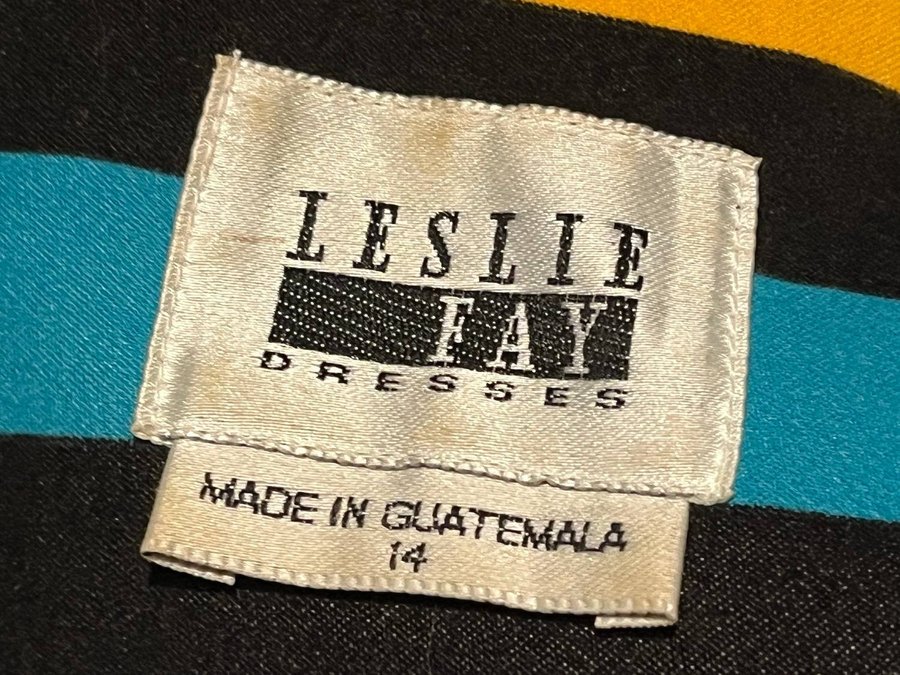 LESLIE
FAY
DRESSES
MADE IN GUATEMALA
14